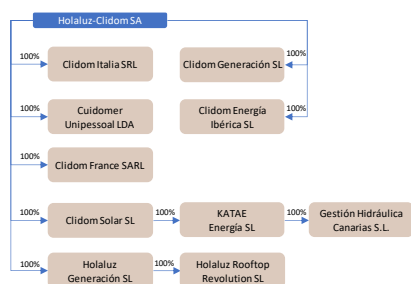 Holaluz-Clidom SA
100%
Clidom Italia SRL
Clidom Generación SL
100%
100%
Cuidomer
Unipessoal LDA
Clidom Energía
Ibérica SL
100%
100%
Clidom France SARL
100%
Clidom Solar SL
100%
KATAE
Energía SL
100%
Gestión Hidráulica
Canarias S.L.
100%
Holaluz
Generación SL
100%
Holaluz Rooftop
Revolution SL